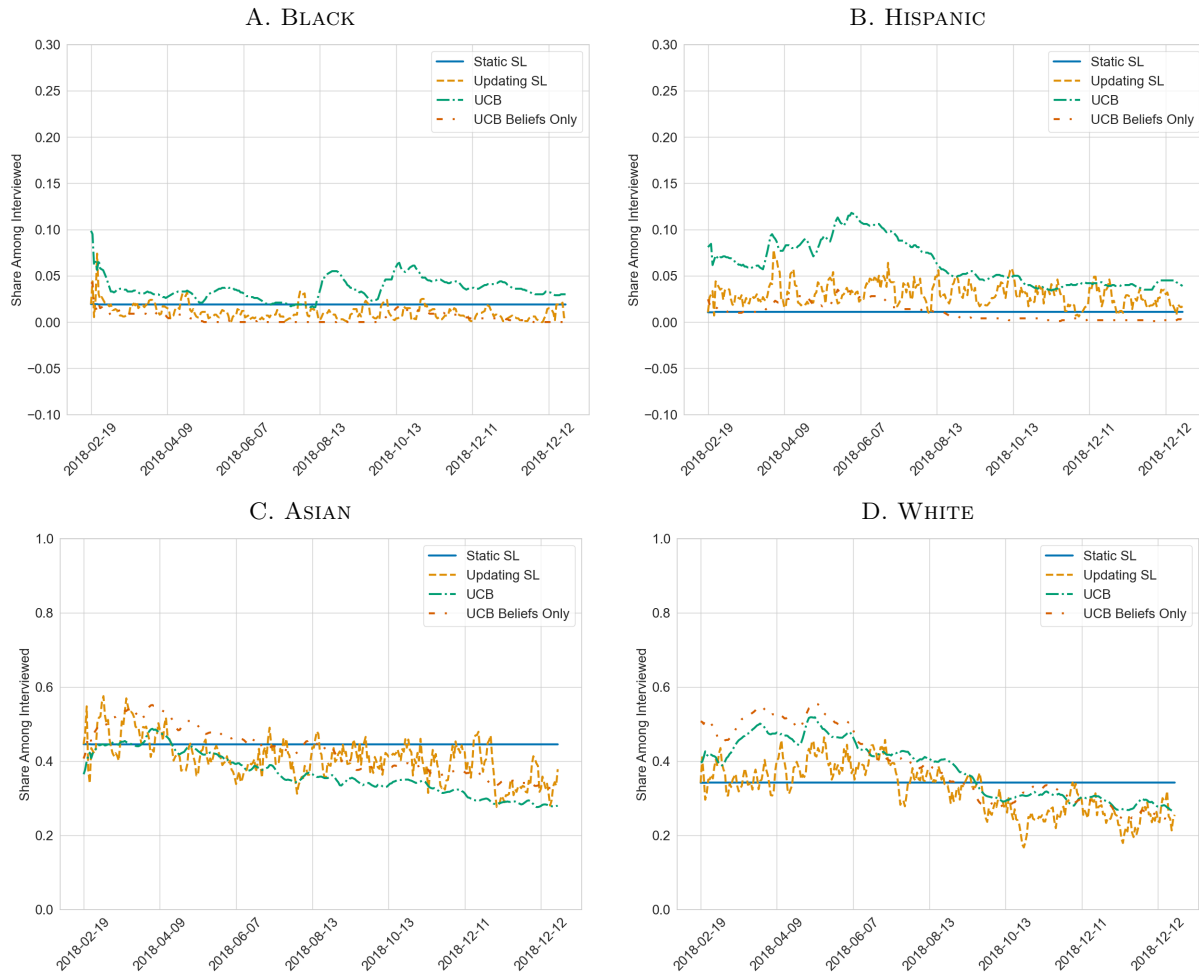 A. Black
0.30
0.25
0.20
0.15
0.10
0.05
0.00
−0.05
−0.10
Share Among Interviewed
Static SL
Updating SL
UCB
UCB Beliefs Only
2018-02-19
2018-04-09
2018-06-07
2018-08-13
2018-10-13
2018-12-11
2018-12-12
B. Hispanic
0.30
0.25
0.20
0.15
0.10
0.05
0.00
−0.05
−0.10
Share Among Interviewed
Static SL
Updating SL
UCB
UCB Beliefs Only
2018-02-19
2018-04-09
2018-06-07
2018-08-13
2018-10-13
2018-12-11
2018-12-12
C. Asian
1.0
0.8
0.6
0.4
0.2
0.0
Share Among Interviewed
Static SL
Updating SL
UCB
UCB Beliefs Only
2018-02-19
2018-04-09
2018-06-07
2018-08-13
2018-10-13
2018-12-11
2018-12-12
D. White
1.0
0.8
0.6
0.4
0.2
0.0
Share Among Interviewed
Static SL
Updating SL
UCB
UCB Beliefs Only
2018-02-19
2018-04-09
2018-06-07
2018-08-13
2018-10-13
2018-12-11
2018-12-12